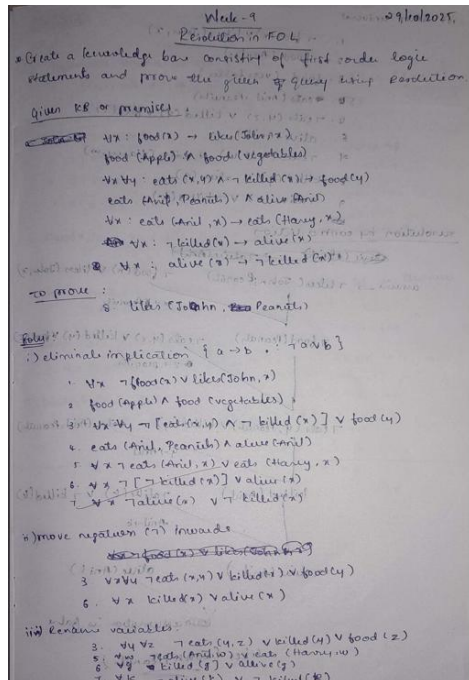 Week - 9
29/10/2025.
Resolution in FOL
* Create a knowledge base consisting of first order logic
statements and prove the given query using resolution
Given KB or premises:
∀x : food(x) → likes(John, x)
food (Apple) ∧ food (vegetables)
∀x ∀y : eats (x, y) ∧ ¬ killed (x) → food(y)
eats (Anil, Peanuts) ∧ alive (Anil)
∀x : eats (Anil, x) → eats (Harry, x)
∀x : ¬ killed(x) → alive(x)
∀x : alive (x) → ¬ killed(x)
To prove :
8 likes (John, Peanuts)
i) eliminate implication { a → b : ¬a ∨ b }
1. ∀x ¬ food(x) ∨ likes(John, x)
2 food (Apple) ∧ food (vegetables)
3 ∀x ∀y ¬ [eats (x, y) ∧ ¬ killed (x)] ∨ food (y)
4. eats (Anil, Peanuts) ∧ alive (Anil)
5. ∀x ¬ eats (Anil, x) ∨ eats (Harry, x)
6. ∀x ¬ [¬ killed (x)] ∨ alive (x)
7 ∀x ¬ alive(x) ∨ ¬ killed(x)
ii) move negation (¬) inwards
3 ∀x ∀y ¬ eats (x, y) ∨ killed(x) ∨ food (y)
6. ∀x killed(x) ∨ alive (x)
iii) Rename variables
3. ∀y ∀z ¬ eats (y, z) ∨ killed (y) ∨ food (z)
5 ∀w ¬ eats (Anil, w) ∨ eats (Harry, w)
6 ∀g killed (g) ∨ alive (g)
7 ∀k ¬ alive (k) ∨ ¬ killed (k)